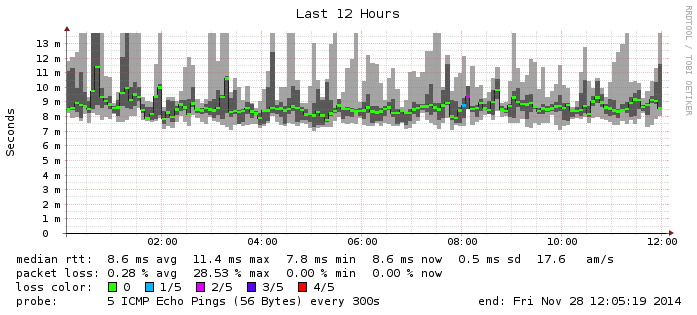 Last 12 Hours
RRDTOOL / TOBI OETIKER
Seconds
13 m
12 m
11 m
10 m
9 m
8 m
7 m
6 m
5 m
4 m
3 m
2 m
1 m
0
02:00 04:00 06:00 08:00 10:00 12:00
median rtt: 8.6 ms avg 11.4 ms max 7.8 ms min 8.6 ms now 0.5 ms sd 17.6 am/s
packet loss: 0.28 % avg 28.53 % max 0.00 % min 0.00 % now
loss color: 0 1/5 2/5 3/5 4/5
probe: 5 ICMP Echo Pings (56 Bytes) every 300s end: Fri Nov 28 12:05:19 2014